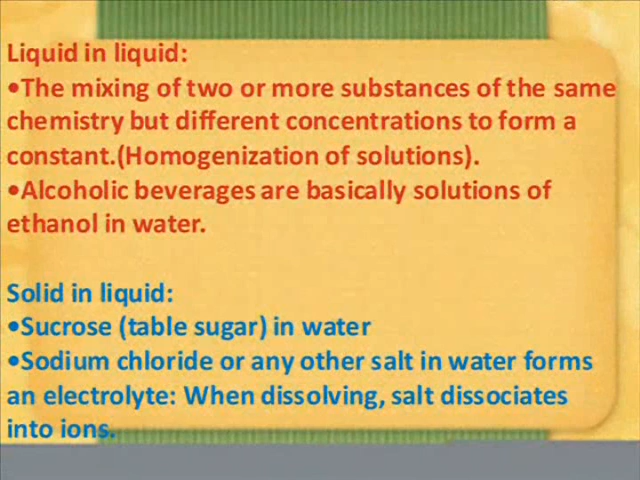 Liquid in liquid:
•The mixing of two or more substances of the same
chemistry but different concentrations to form a
constant.(Homogenization of solutions).
•Alcoholic beverages are basically solutions of
ethanol in water.
Solid in liquid:
•Sucrose (table sugar) in water
•Sodium chloride or any other salt in water forms
an electrolyte: When dissolving, salt dissociates
into ions.